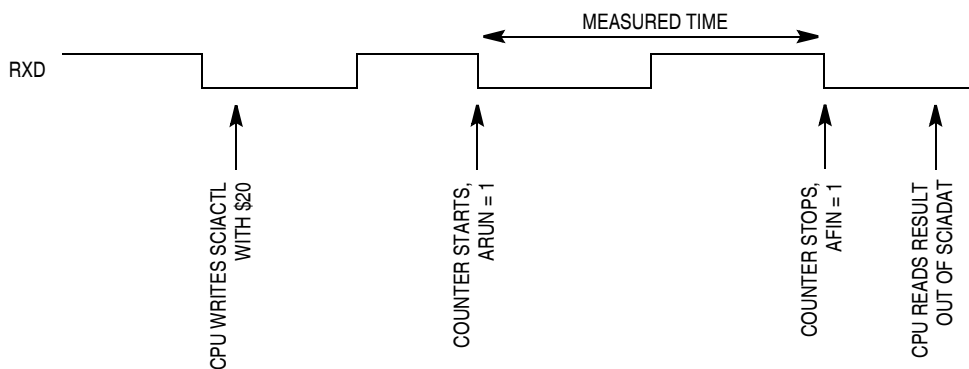 MEASURED TIME
RXD
CPU WRITES SCIACTL
WITH $20
COUNTER STARTS,
ARUN = 1
COUNTER STOPS,
AFIN = 1
CPU READS RESULT
OUT OF SCIADAT